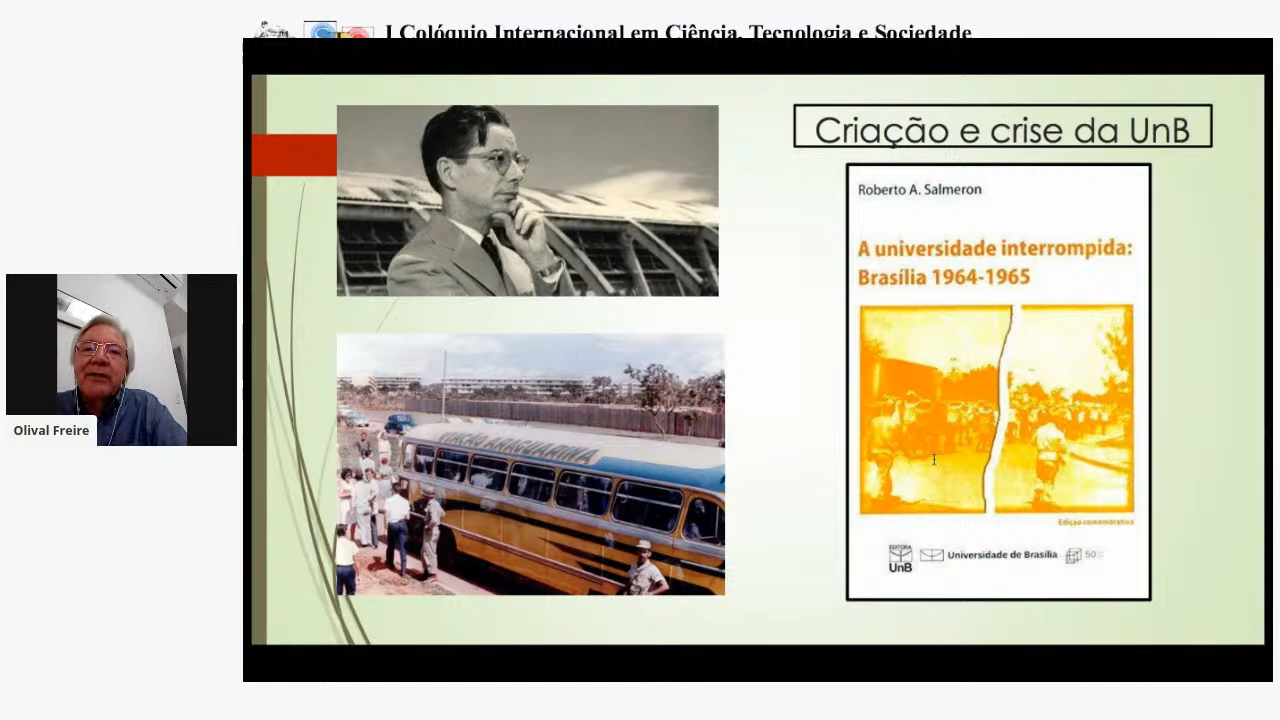 I Colóquio Internacional em Ciência, Tecnologia e Sociedade
Criação e crise da UnB
Roberto A. Salmeron
A universidade interrompida:
Brasília 1964-1965
VIAÇÃO ARAGUARINA
Edição comemorativa
EDITORA
UnB
Universidade de Brasília
50
Olival Freire